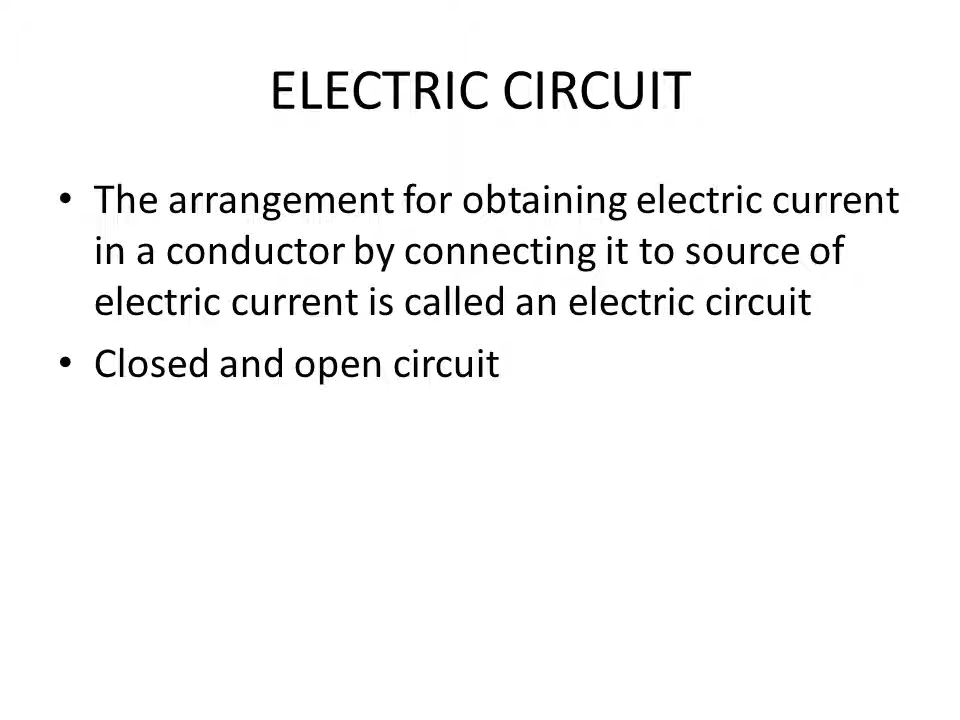 ELECTRIC CIRCUIT
• The arrangement for obtaining electric current
in a conductor by connecting it to source of
electric current is called an electric circuit
• Closed and open circuit